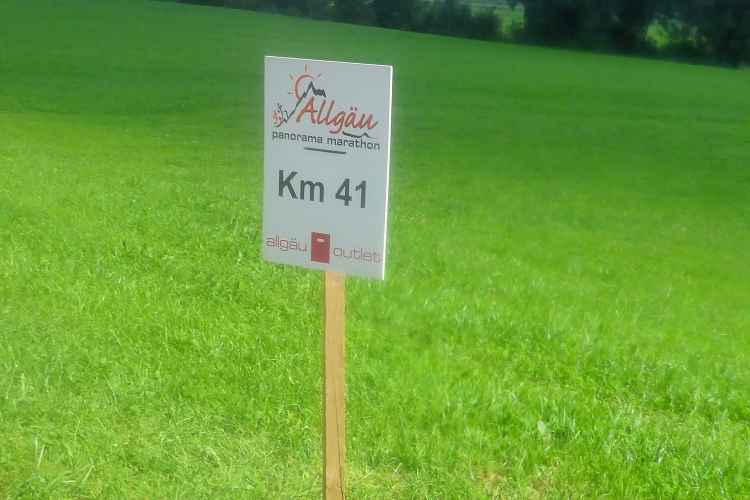 Allgäu
panorama marathon
Km 41
allgäu outlet